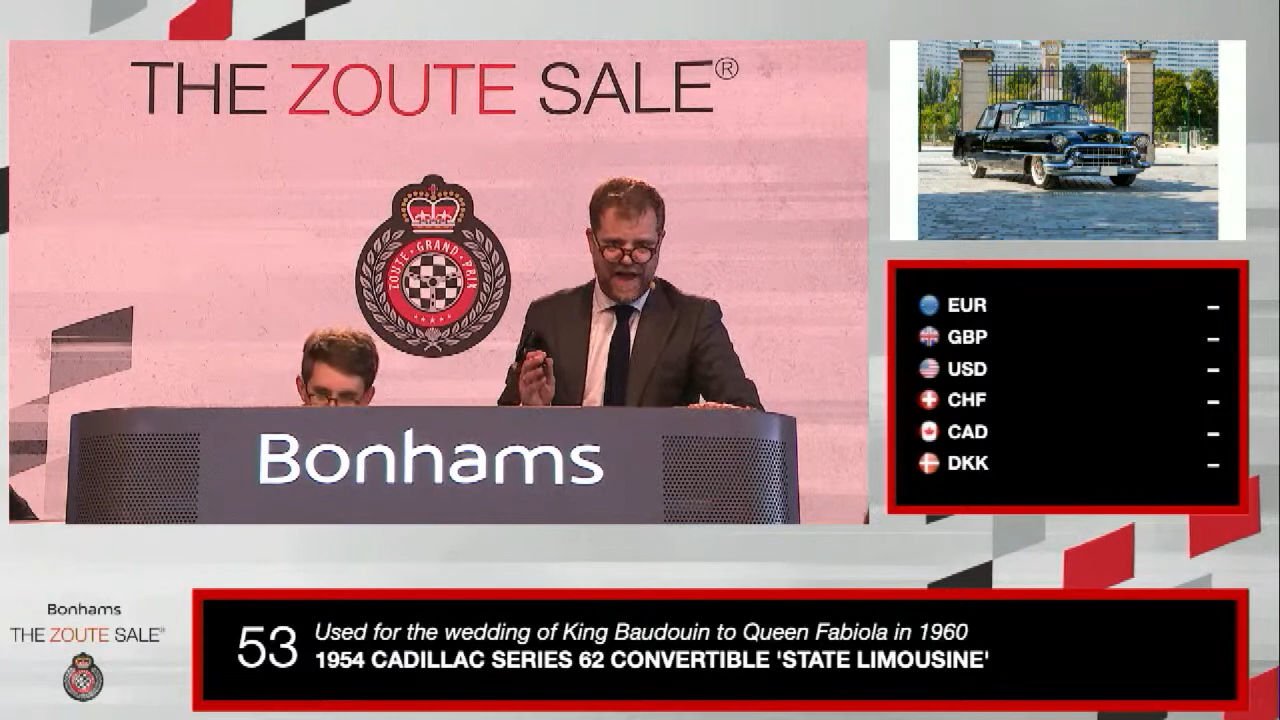 THE ZOUTE SALE®
ZOUTE · GRAND · PRIX
Bonhams
EUR –
GBP –
USD –
CHF –
CAD –
DKK –
Bonhams
THE ZOUTE SALE®
53
Used for the wedding of King Baudouin to Queen Fabiola in 1960
1954 CADILLAC SERIES 62 CONVERTIBLE 'STATE LIMOUSINE'